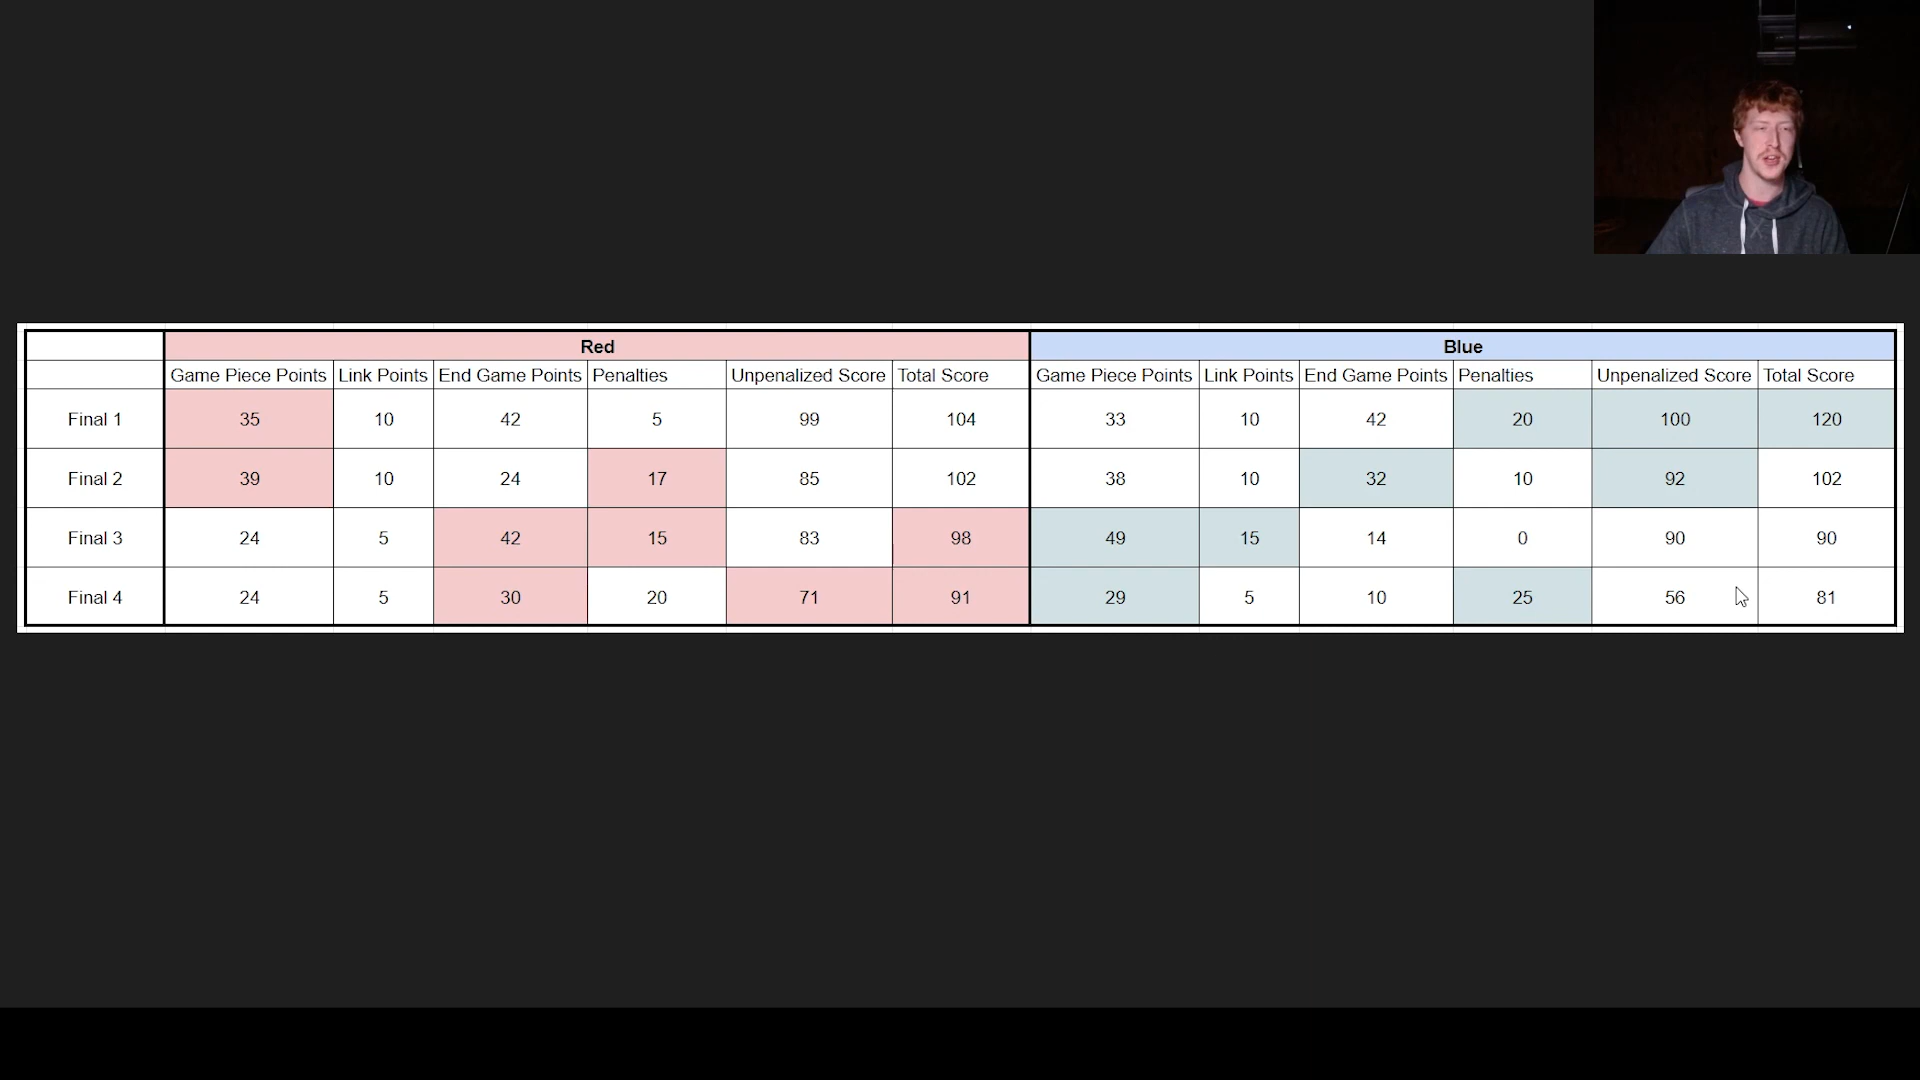 Red Blue
Game Piece Points Link Points End Game Points Penalties Unpenalized Score Total Score Game Piece Points Link Points End Game Points Penalties Unpenalized Score Total Score
Final 1 35 10 42 5 99 104 33 10 42 20 100 120
Final 2 39 10 24 17 85 102 38 10 32 10 92 102
Final 3 24 5 42 15 83 98 49 15 14 0 90 90
Final 4 24 5 30 20 71 91 29 5 10 25 56 81